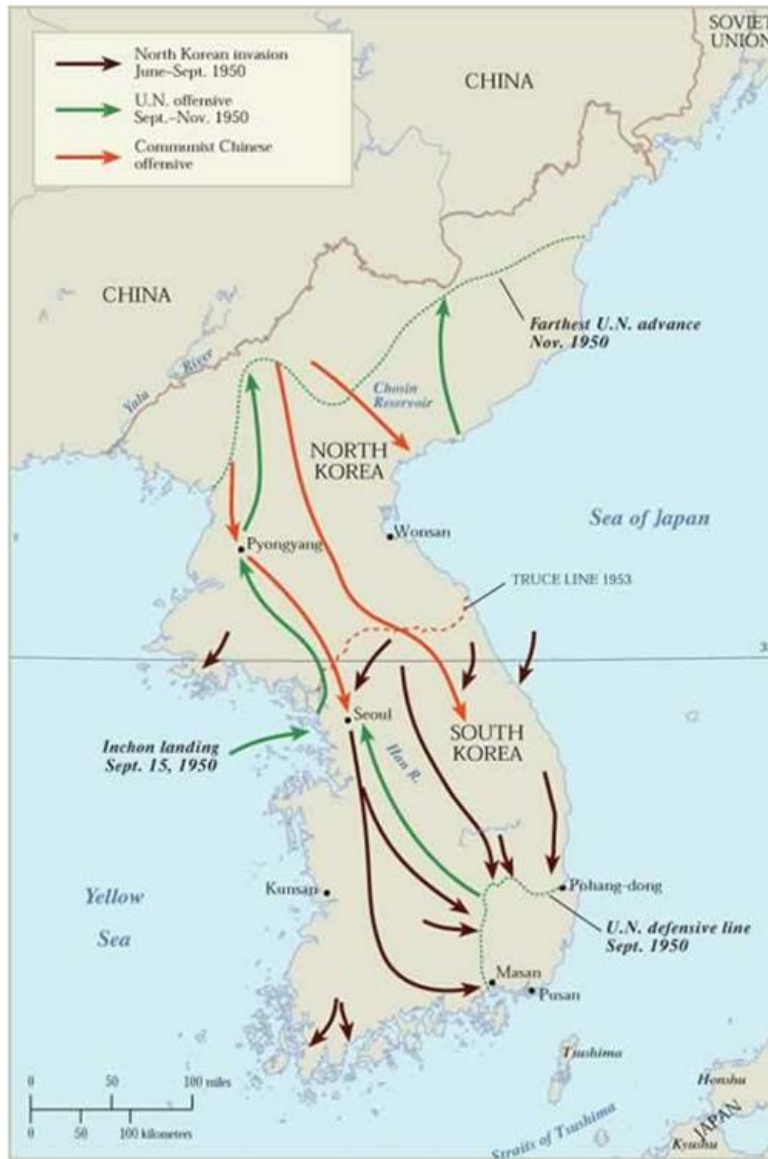 North Korean invasion
June–Sept. 1950
U.N. offensive
Sept.–Nov. 1950
Communist Chinese
offensive
SOVIET
UNION
CHINA
CHINA
Farthest U.N. advance
Nov. 1950
Yalu River
Chosin
Reservoir
NORTH
KOREA
Sea of Japan
Wonsan
Pyongyang
TRUCE LINE 1953
3
Seoul
Inchon landing
Sept. 15, 1950
SOUTH
KOREA
Han R.
Kunsan
Pohang-dong
Yellow
Sea
U.N. defensive line
Sept. 1950
Masan
Pusan
Tsushima
0 50 100 miles
0 50 100 kilometers
Honshu
JAPAN
Kyushu
Straits of Tsushima